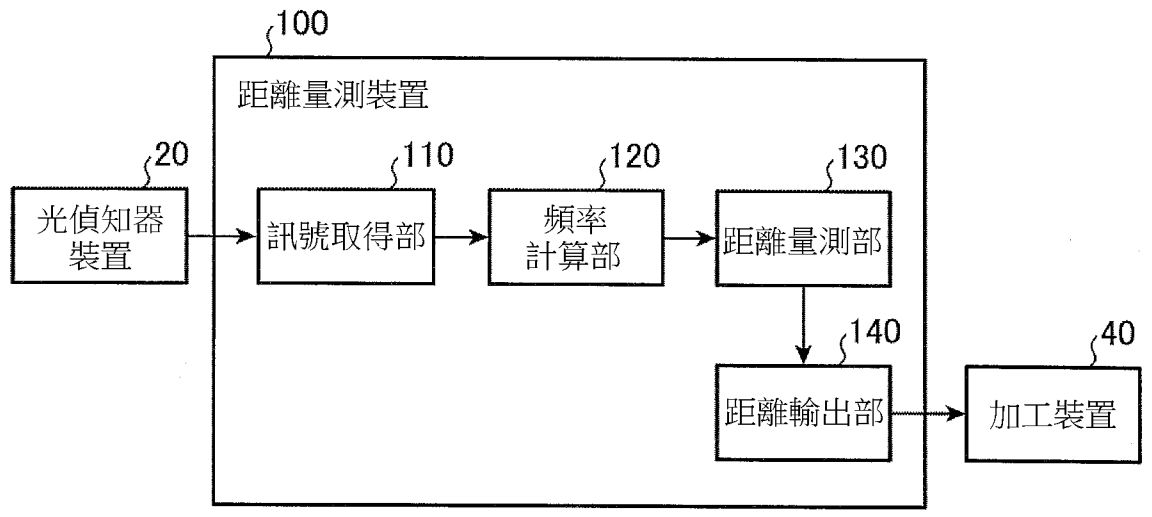 100
距離量測裝置
20
光偵知器
裝置
110
訊號取得部
120
頻率
計算部
130
距離量測部
140
距離輸出部
40
加工裝置